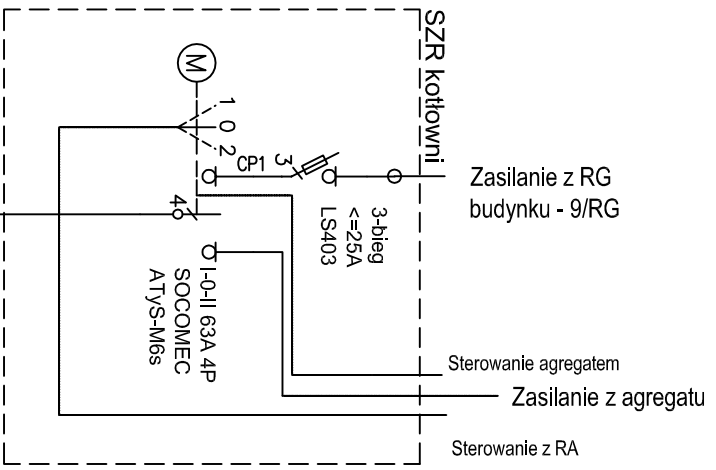 SZR kotłowni
M
1
0
2
CP1
3
Zasilanie z RG
budynku - 9/RG
3-bieg
<=25A
LS403
4
I-0-II 63A 4P
SOCOMEC
ATyS-M6s
Sterowanie agregatem
Zasilanie z agregatu
Sterowanie z RA